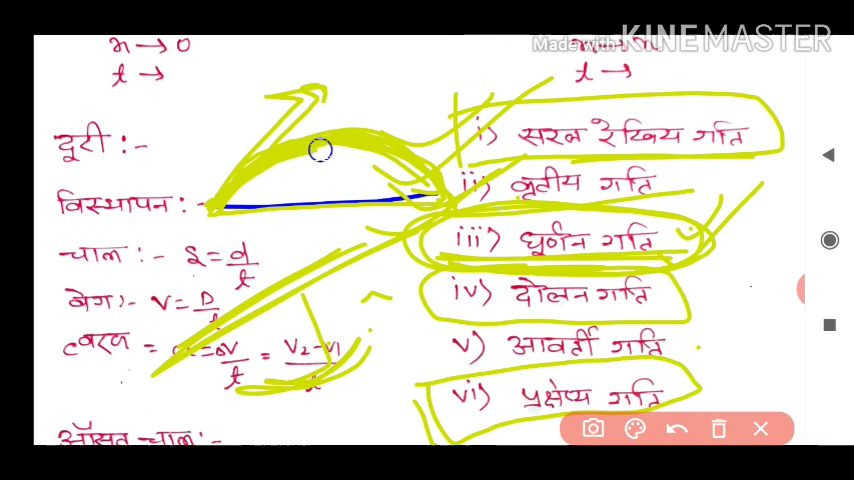 Made with KINEMASTER
x → 0
t →
t →
दूरी :-
i) सरल रेखिय गति
विस्थापन :-
ii) वृतीय गति
चाल :- S = d/t
iii) घूर्णन गति
वेग :- V = D/t
iv) दोलन गति
त्वरण = a = ΔV/t = V2 - V1/t
v) आवर्ती गति
vi) प्रक्षेप्य गति
औसत चाल :-